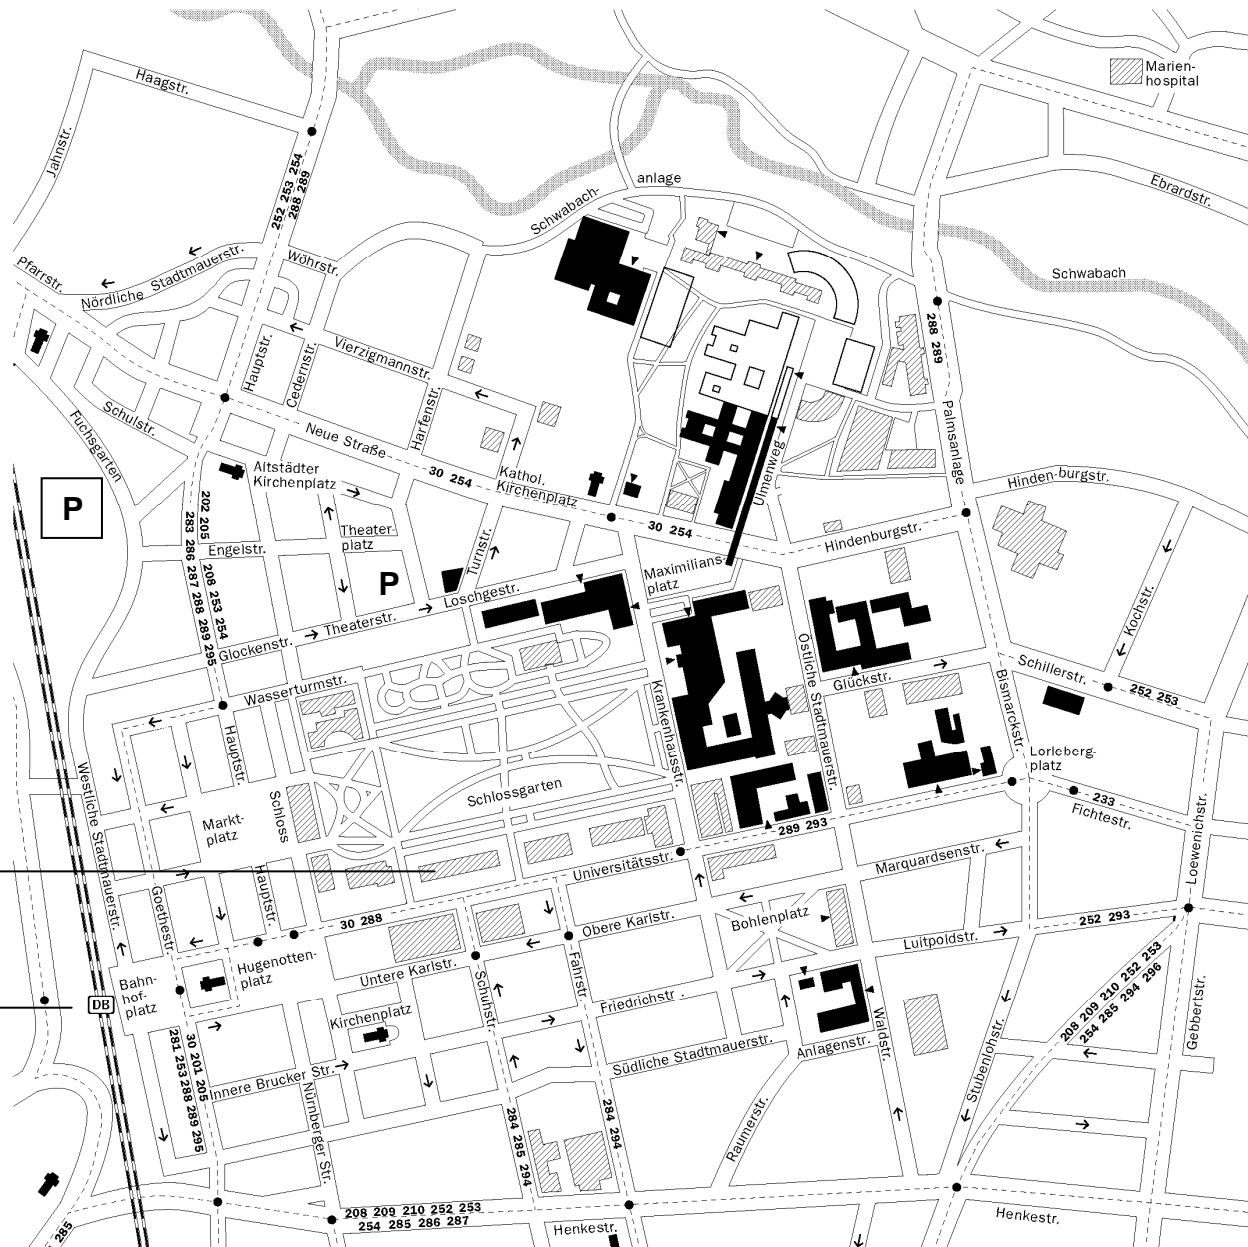 Marien-
hospital
Haagstr.
Jahnstr.
252 253 254
288 289
anlage
Schwabach-
Ebrardstr.
Schwabach
Pfarrstr.
Nördliche Stadtmauerstr.
Wöhrstr.
288 289
Hauptstr.
Cedernstr.
Vierzigmannstr.
Harfenstr.
Palmsanlage
Fuchsgarten
Schulstr.
Neue Straße
30 254
Altstädter
Kirchenplatz
Kathol.
Kirchenplatz
Ulmenweg
Hinden-burgstr.
P
202 205
283 286 287 288 289 295
208 253 254
Engelstr.
Theater-
platz
P
Turnstr.
30 254
Hindenburgstr.
Maximilians-
platz
Loschgestr.
Theaterstr.
Glockenstr.
Kochstr.
Schillerstr.
252 253
Wasserturmstr.
Krankenhausstr.
Östliche Stadtmauerstr.
Glückstr.
Bismarckstr.
Hauptstr.
Lorleberg-
platz
233
Fichtestr.
Westliche Stadtmauerstr.
Schloss
Schlossgarten
Markt-
platz
289 293
Universitätsstr.
Marquardsenstr.
Loewenichstr.
Goethestr.
Hauptstr.
30 288
Obere Karlstr.
Bohlenplatz
Luitpoldstr.
252 293
Hugenotten-
platz
Untere Karlstr.
Schuhstr.
Fahrstr.
Bahn-
hof-
platz
DB
Friedrichstr.
Kirchenplatz
208 209 210 252 253
254 285 294 296
Gebbertstr.
30 201 205
281 253 288 289 295
Innere Brucker Str.
Südliche Stadtmauerstr.
Anlagenstr.
Waldstr.
Stubenlohstr.
Nürnberger Str.
284 285 294
284 294
Raumerstr.
208 209 210 252 253
254 285 286 287
Henkestr.
Henkestr.
285